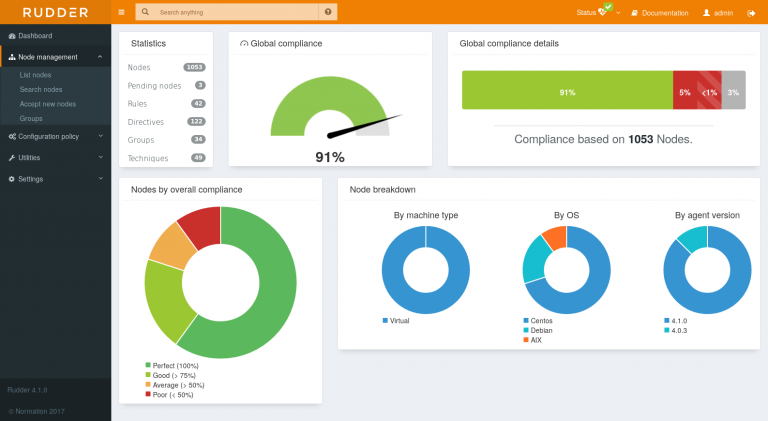 RUDDER
Search anything
?
Status
Documentation
admin
Dashboard
Node management
List nodes
Search nodes
Accept new nodes
Groups
Configuration policy
Utilities
Settings
Rudder 4.1.0
© Normation 2017
Statistics
Nodes 1053
Pending nodes 3
Rules 42
Directives 122
Groups 34
Techniques 49
Global compliance
91%
Global compliance details
91% 5% <1% 3%
Compliance based on 1053 Nodes.
Nodes by overall compliance
Perfect (100%)
Good (> 75%)
Average (> 50%)
Poor (< 50%)
Node breakdown
By machine type
Virtual
By OS
Centos
Debian
AIX
By agent version
4.1.0
4.0.3